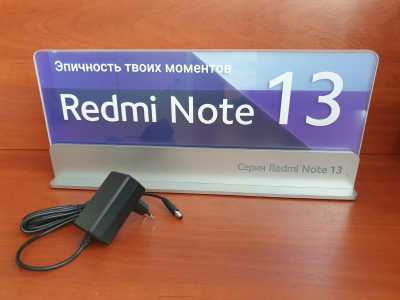 Эпичность твоих моментов
Redmi Note 13
Серия Redmi Note 13